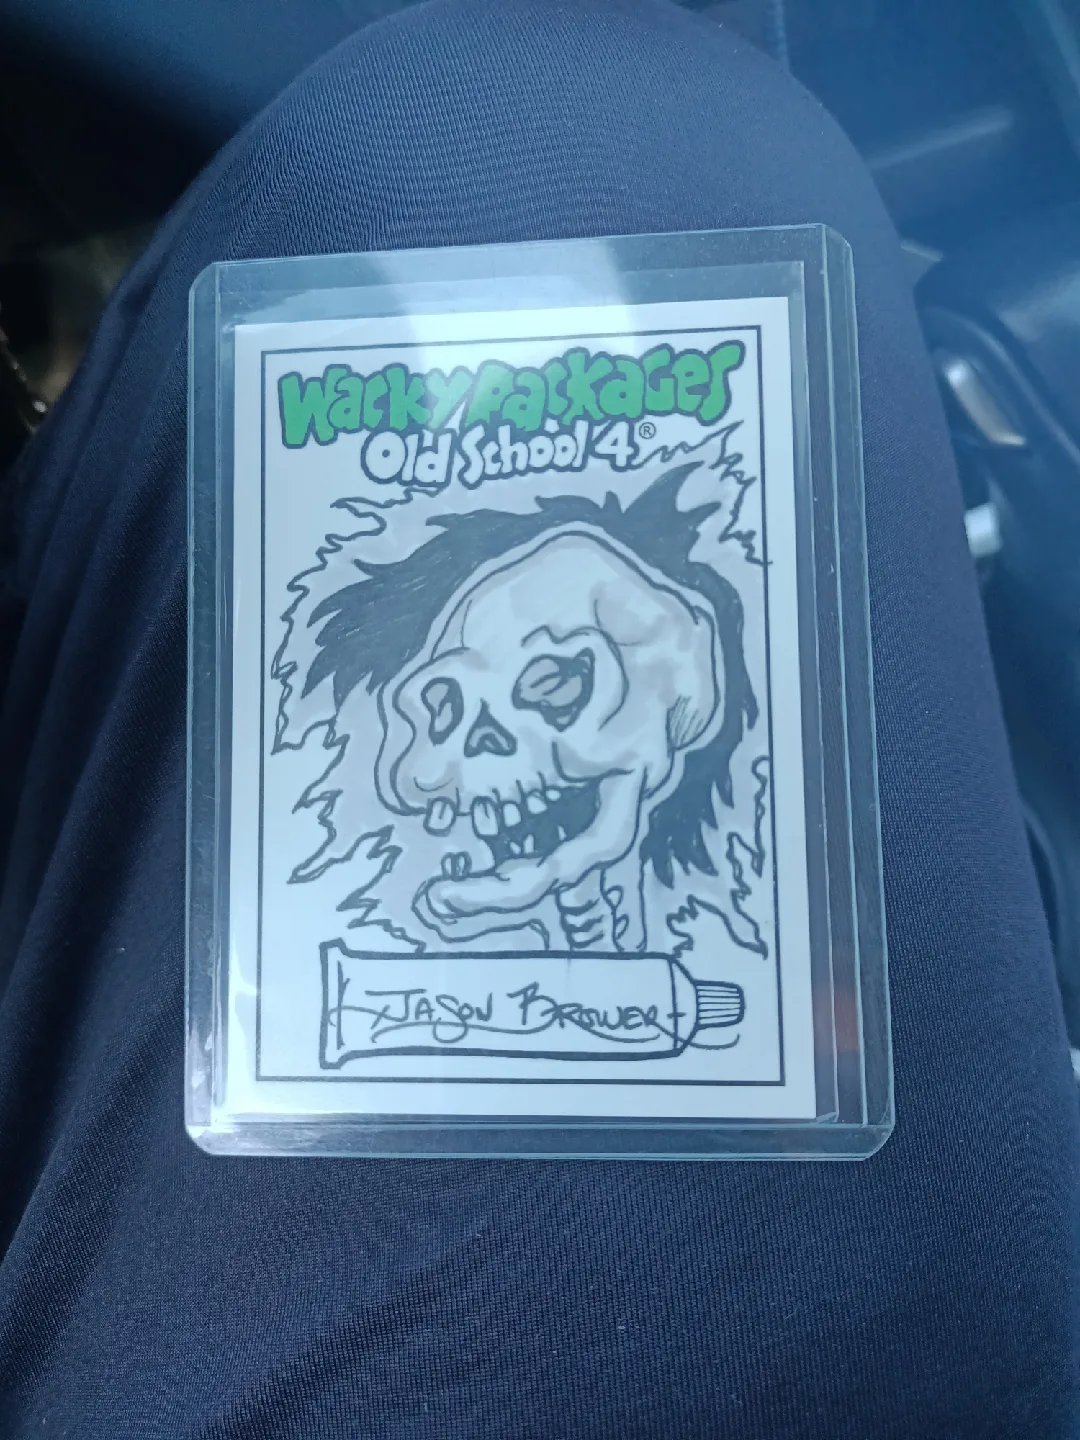 Wacky Packages
Old School 4®
Jason Brower